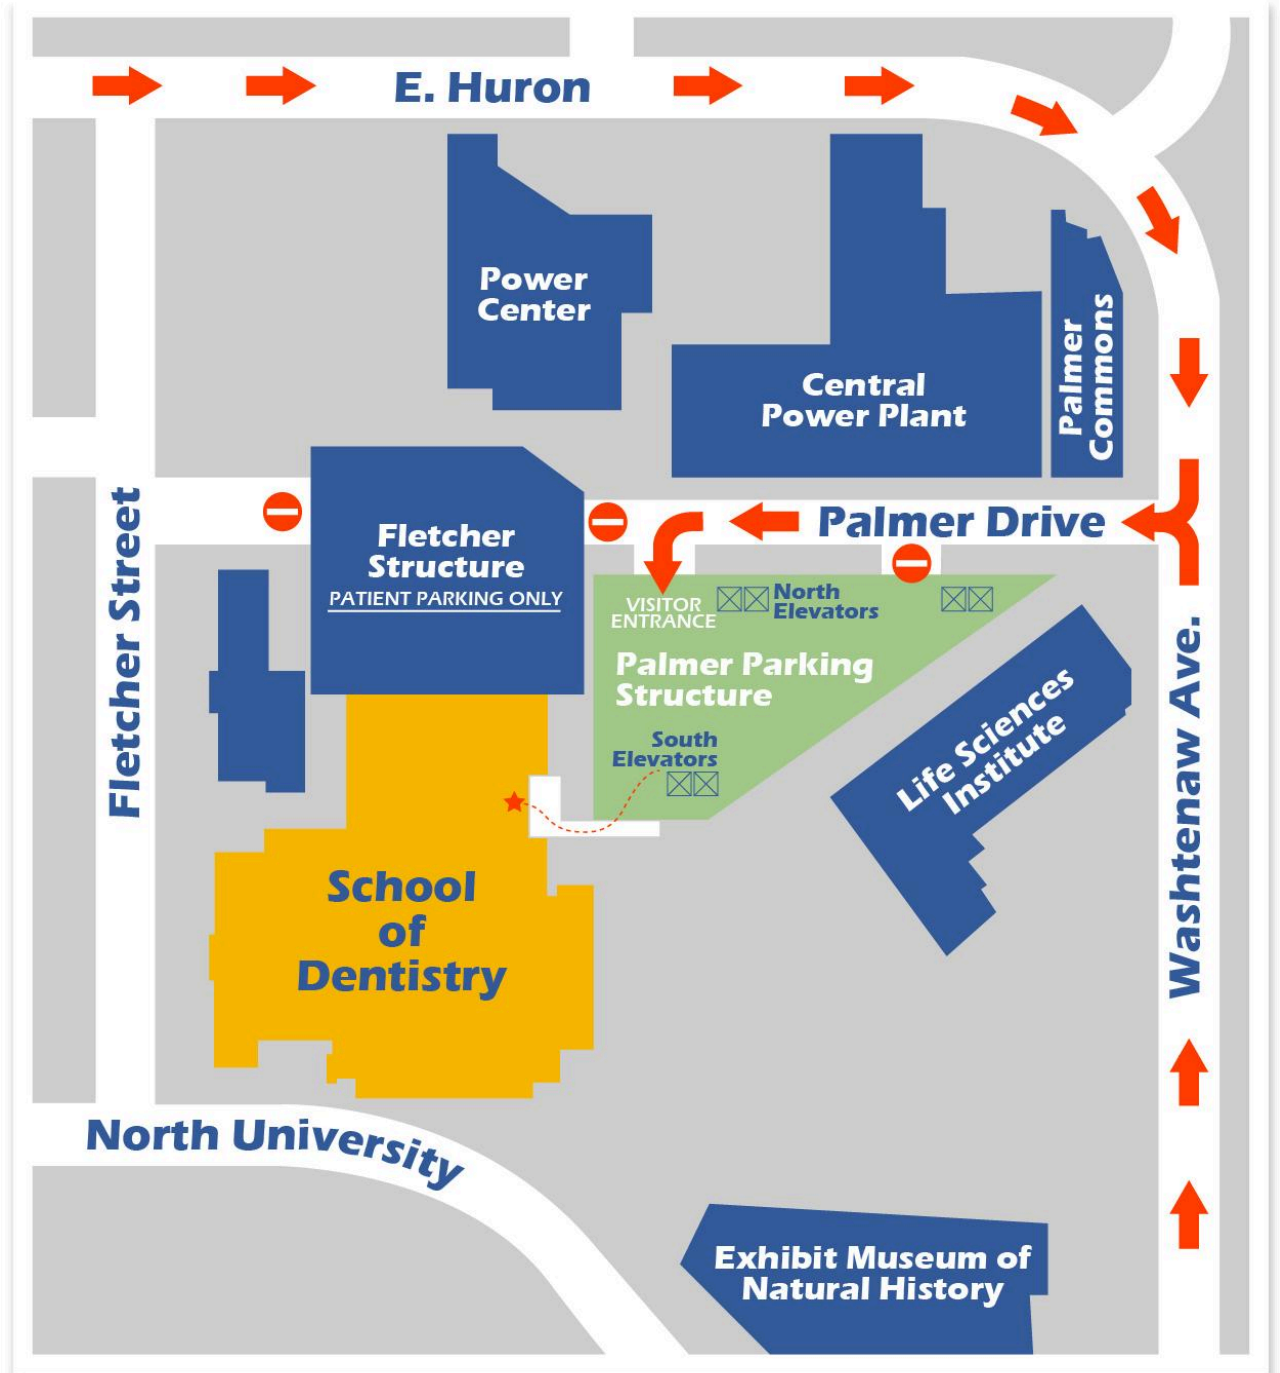 E. Huron
Power
Center
Central
Power Plant
Palmer
Commons
Fletcher
Structure
PATIENT PARKING ONLY
Palmer Drive
VISITOR
ENTRANCE
North
Elevators
Palmer Parking
Structure
South
Elevators
Fletcher Street
Life Sciences
Institute
Washtenaw Ave.
School
of
Dentistry
North University
Exhibit Museum of
Natural History